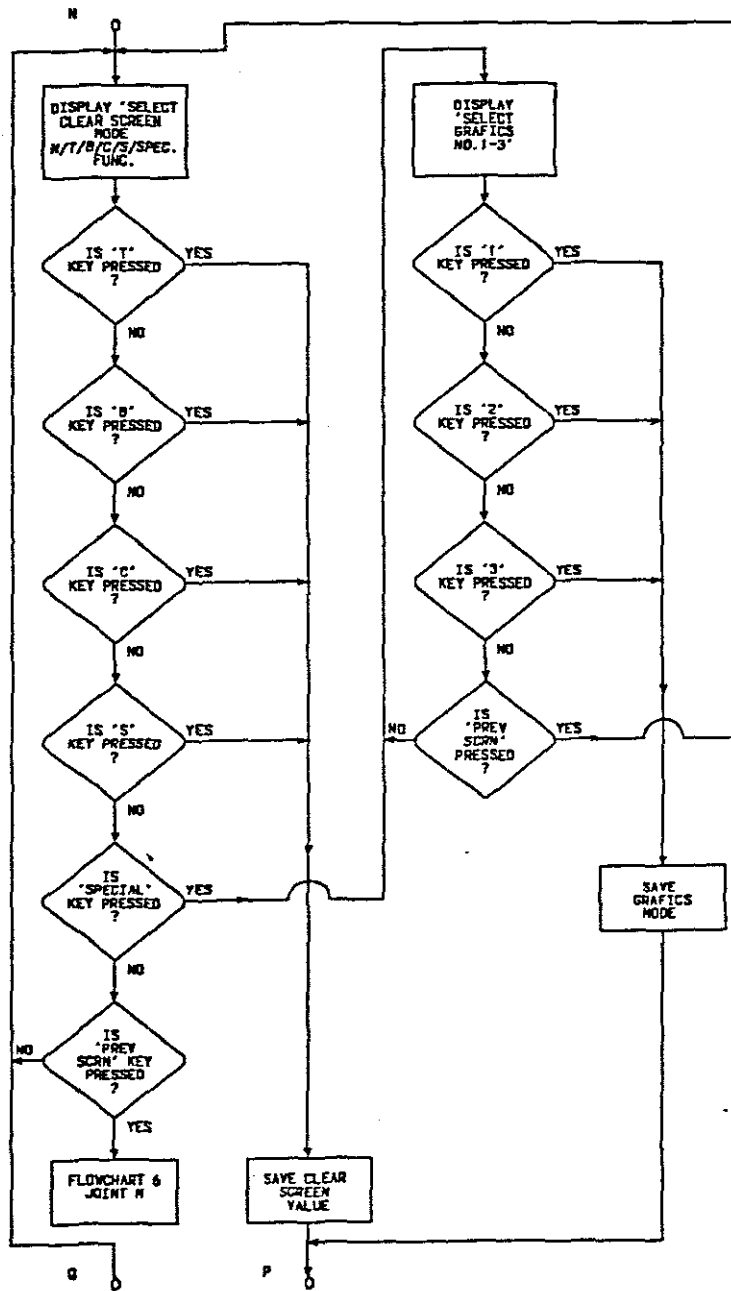 N
DISPLAY "SELECT
CLEAR SCREEN
MODE
N/T/B/C/S/SPEC.
FUNC.
IS "T"
KEY PRESSED
?
YES
NO
IS "B"
KEY PRESSED
?
YES
NO
IS "C"
KEY PRESSED
?
YES
NO
IS "S"
KEY PRESSED
?
YES
NO
IS
"SPECIAL"
KEY PRESSED
?
YES
NO
IS
"PREV
SCRN" KEY
PRESSED
?
NO
YES
FLOWCHART 6
JOINT N
Q
DISPLAY
"SELECT
GRAFICS
NO.1-3"
IS "1"
KEY PRESSED
?
YES
NO
IS "2"
KEY PRESSED
?
YES
NO
IS "3"
KEY PRESSED
?
YES
NO
IS
"PREV
SCRN"
PRESSED
?
NO
YES
SAVE
GRAFICS
MODE
SAVE CLEAR
SCREEN
VALUE
P